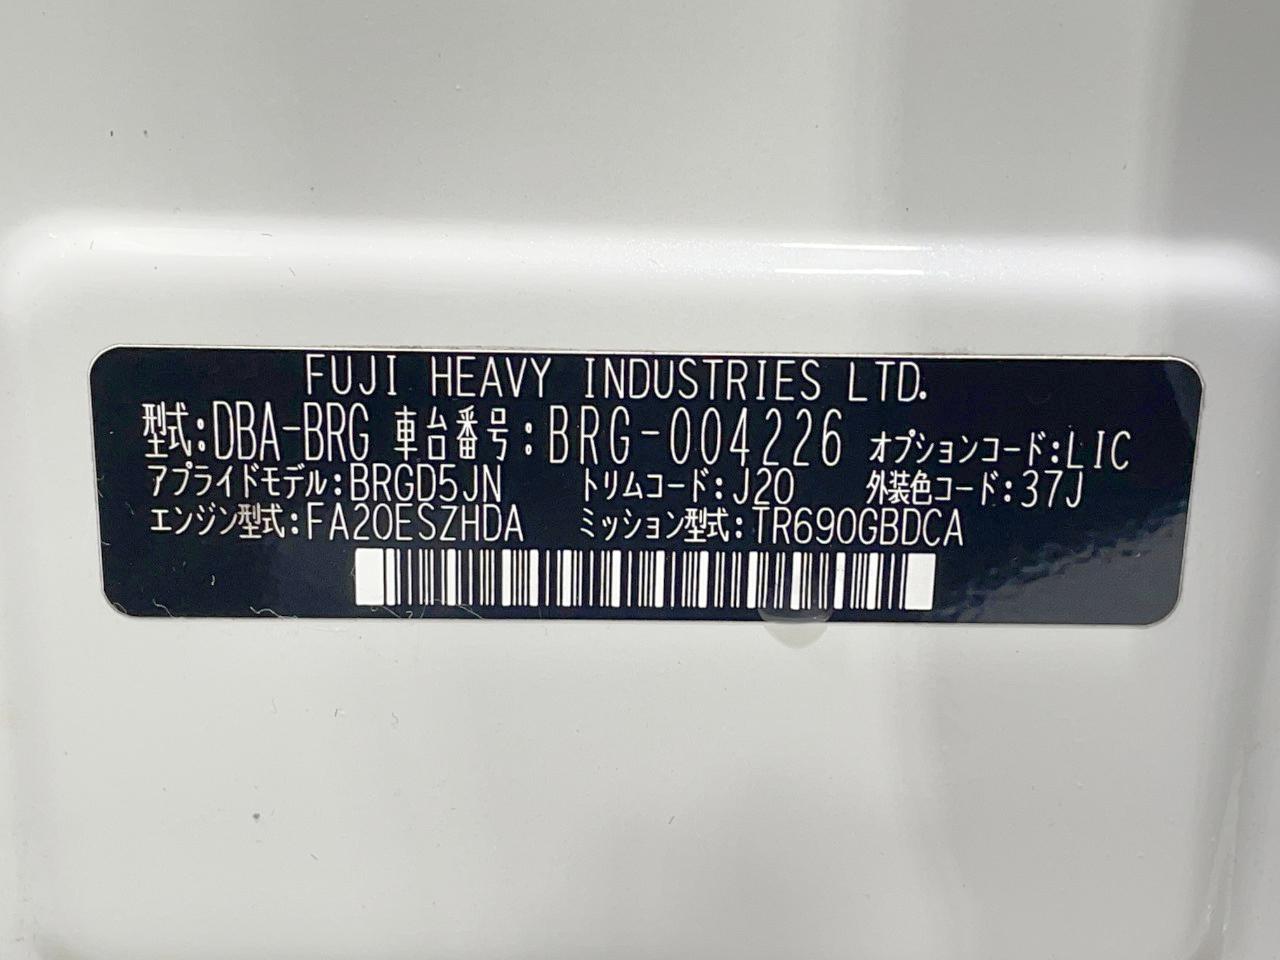 FUJI HEAVY INDUSTRIES LTD.
型式:DBA-BRG 車台番号:BRG-004226 オプションコード:LIC
アプライドモデル:BRGD5JN トリムコード:J20 外装色コード:37J
エンジン型式:FA20ESZHDA ミッション型式:TR690GBDCA